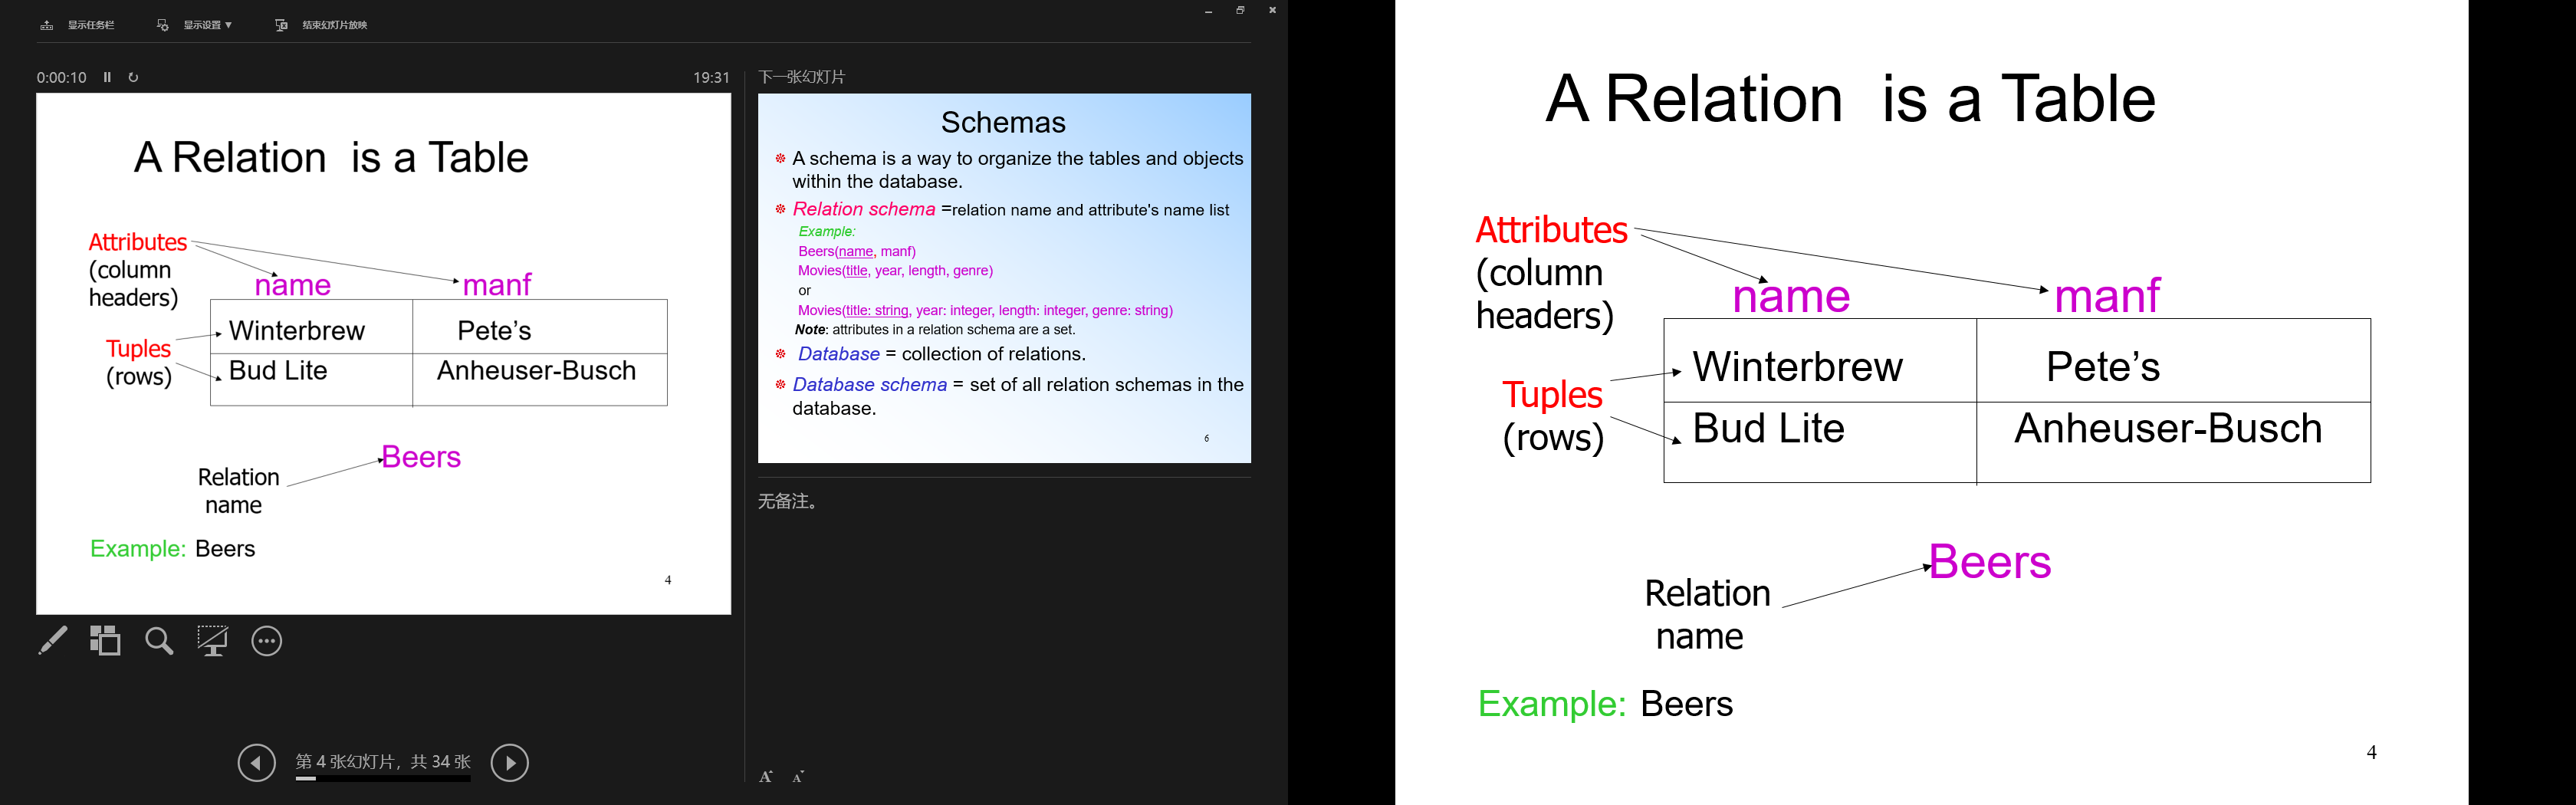 显示任务栏
显示设置 ▼
结束幻灯片放映
0:00:10
19:31
A Relation is a Table
Attributes
(column
headers)
name
manf
Winterbrew
Pete's
Tuples
(rows)
Bud Lite
Anheuser-Busch
Beers
Relation
name
Example: Beers
4
第 4 张幻灯片，共 34 张
下一张幻灯片
Schemas
A schema is a way to organize the tables and objects
within the database.
Relation schema =relation name and attribute's name list
Example:
Beers(name, manf)
Movies(title, year, length, genre)
or
Movies(title: string, year: integer, length: integer, genre: string)
Note: attributes in a relation schema are a set.
Database = collection of relations.
Database schema = set of all relation schemas in the
database.
6
无备注。
A A
A Relation is a Table
Attributes
(column
headers)
name
manf
Winterbrew
Pete's
Tuples
(rows)
Bud Lite
Anheuser-Busch
Beers
Relation
name
Example: Beers
4